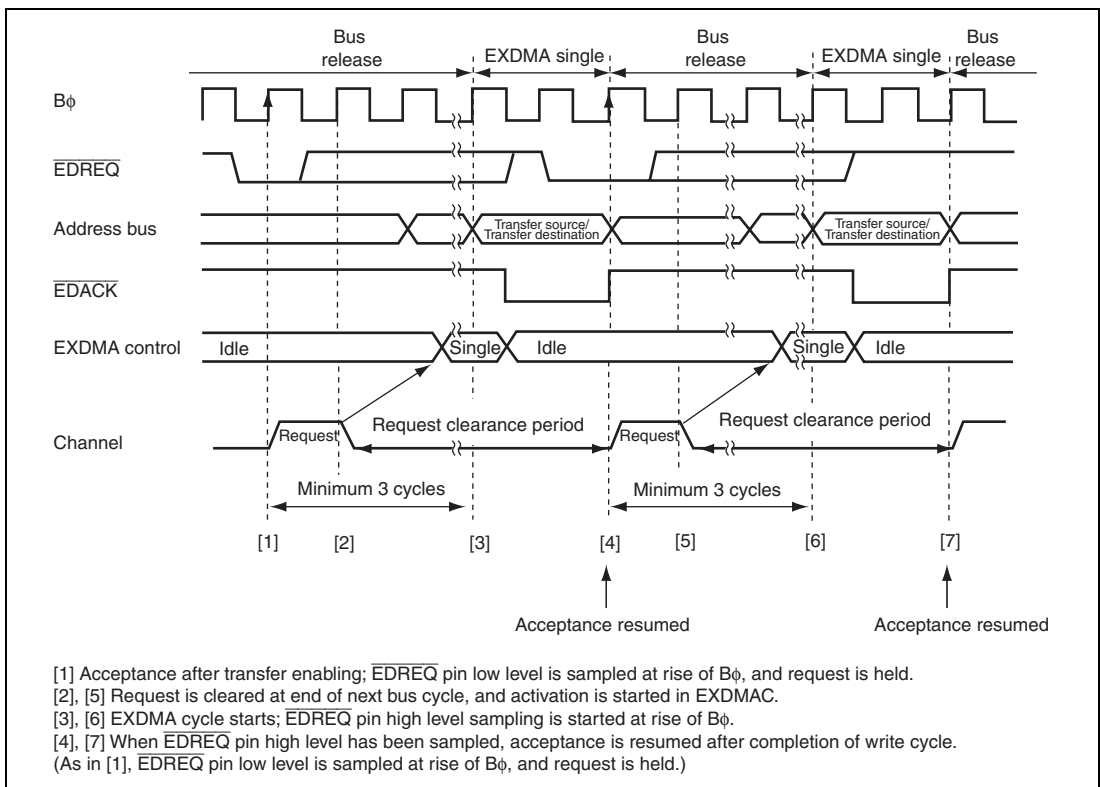 Bus release EXDMA single Bus release EXDMA single Bus release
Bϕ
EDREQ
Address bus Transfer source/ Transfer destination Transfer source/ Transfer destination
EDACK
EXDMA control Idle Single Idle Single Idle
Channel Request Request clearance period Request Request clearance period
Minimum 3 cycles Minimum 3 cycles
[1] [2] [3] [4] [5] [6] [7]
Acceptance resumed Acceptance resumed
[1] Acceptance after transfer enabling; EDREQ pin low level is sampled at rise of Bϕ, and request is held.
[2], [5] Request is cleared at end of next bus cycle, and activation is started in EXDMAC.
[3], [6] EXDMA cycle starts; EDREQ pin high level sampling is started at rise of Bϕ.
[4], [7] When EDREQ pin high level has been sampled, acceptance is resumed after completion of write cycle.
(As in [1], EDREQ pin low level is sampled at rise of Bϕ, and request is held.)